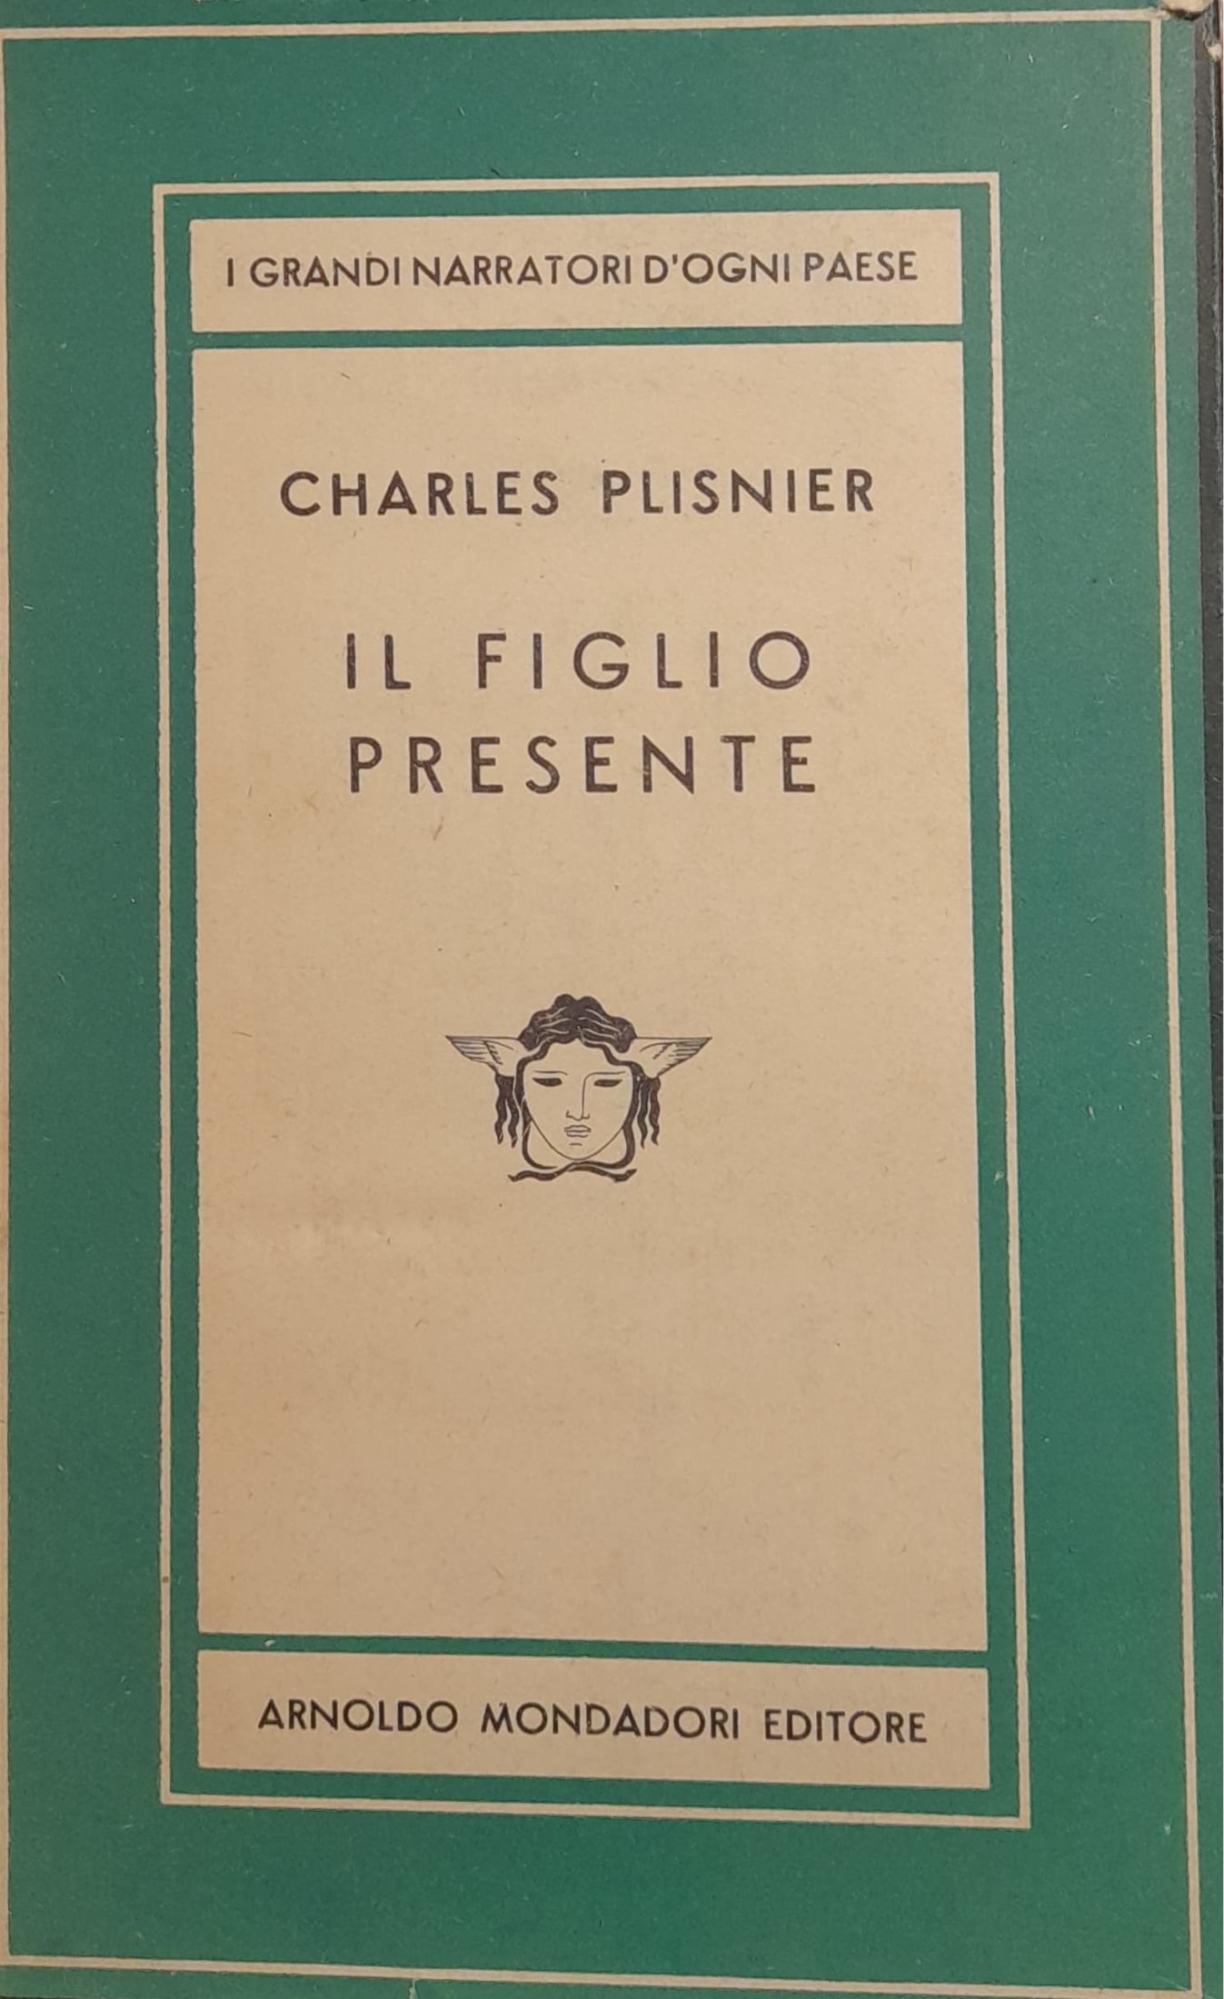 I GRANDI NARRATORI D'OGNI PAESE
CHARLES PLISNIER
IL FIGLIO
PRESENTE
ARNOLDO MONDADORI EDITORE